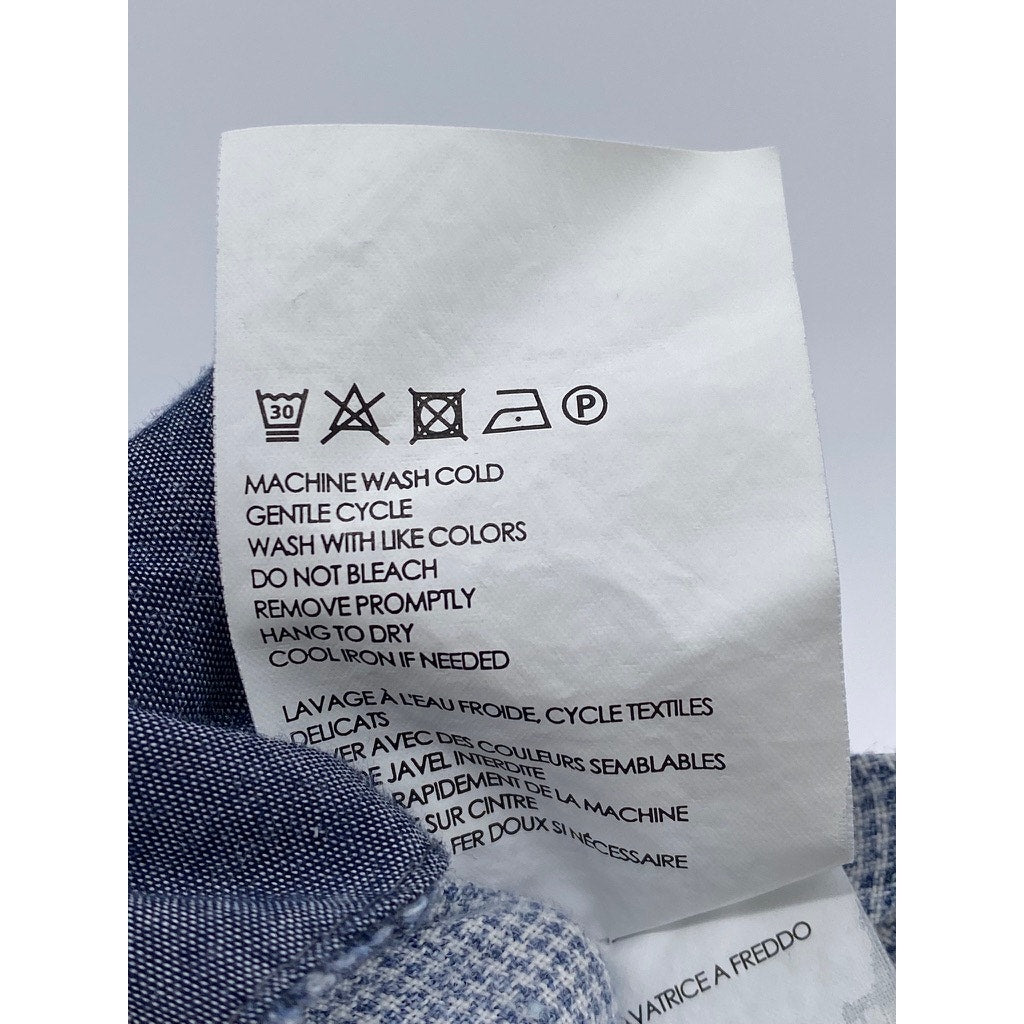 30 P
MACHINE WASH COLD
GENTLE CYCLE
WASH WITH LIKE COLORS
DO NOT BLEACH
REMOVE PROMPTLY
HANG TO DRY
COOL IRON IF NEEDED
LAVAGE À L'EAU FROIDE, CYCLE TEXTILES
DELICATS
AVEC DES COULEURS SEMBLABLES
JAVEL INTERDITE
RAPIDEMENT DE LA MACHINE
SUR CINTRE
FER DOUX SI NÉCESSAIRE
A FREDDO